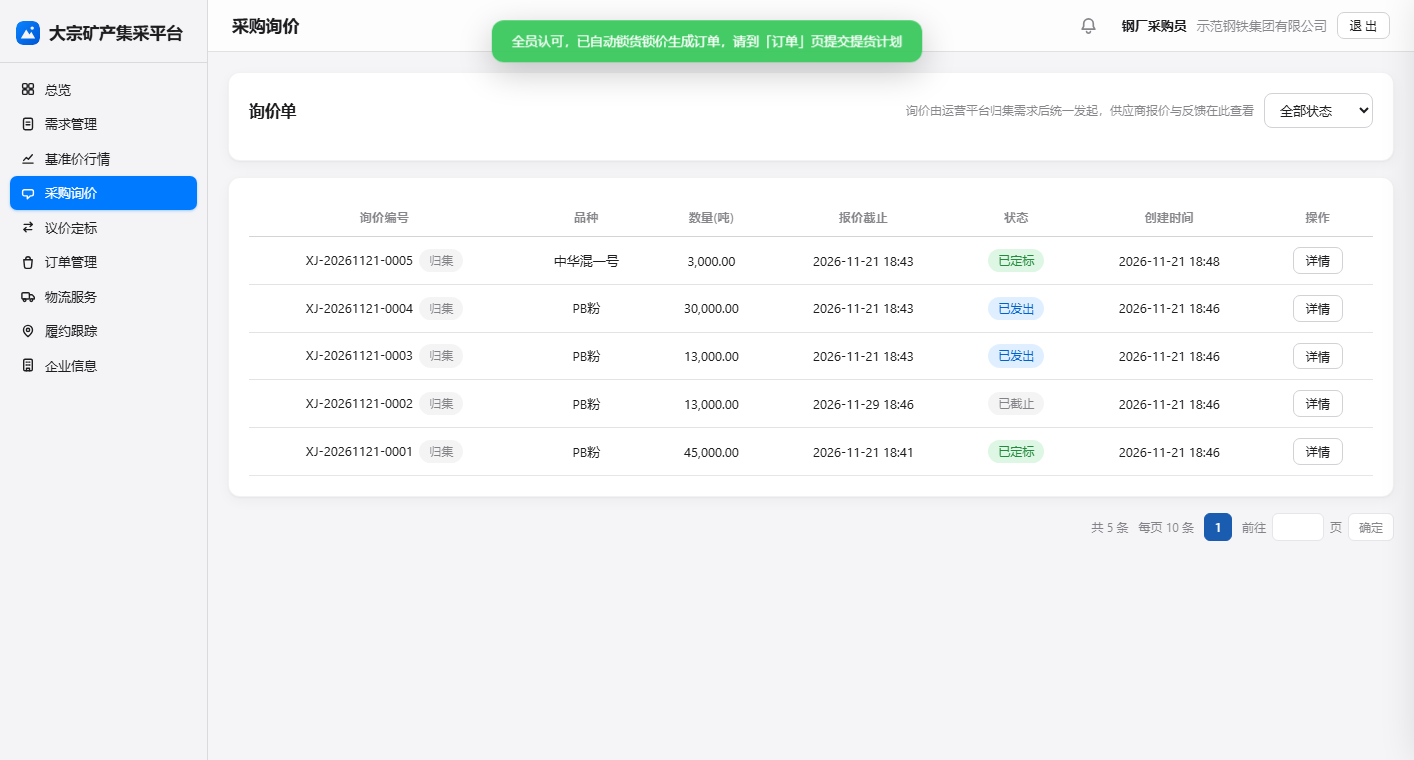 大宗矿产集采平台
总览
需求管理
基准价行情
采购询价
议价定标
订单管理
物流服务
履约跟踪
企业信息
采购询价
全员认可，已自动锁货锁价生成订单，请到「订单」页提交提货计划
钢厂采购员 示范钢铁集团有限公司 退 出
询价单
询价由运营平台归集需求后统一发起，供应商报价与反馈在此查看 全部状态
询价编号 品种 数量(吨) 报价截止 状态 创建时间 操作
XJ-20261121-0005 归集 中华混一号 3,000.00 2026-11-21 18:43 已定标 2026-11-21 18:48 详情
XJ-20261121-0004 归集 PB粉 30,000.00 2026-11-21 18:43 已发出 2026-11-21 18:46 详情
XJ-20261121-0003 归集 PB粉 13,000.00 2026-11-21 18:43 已发出 2026-11-21 18:46 详情
XJ-20261121-0002 归集 PB粉 13,000.00 2026-11-29 18:46 已截止 2026-11-21 18:46 详情
XJ-20261121-0001 归集 PB粉 45,000.00 2026-11-21 18:41 已定标 2026-11-21 18:46 详情
共 5 条 每页 10 条 1 前往 页 确定